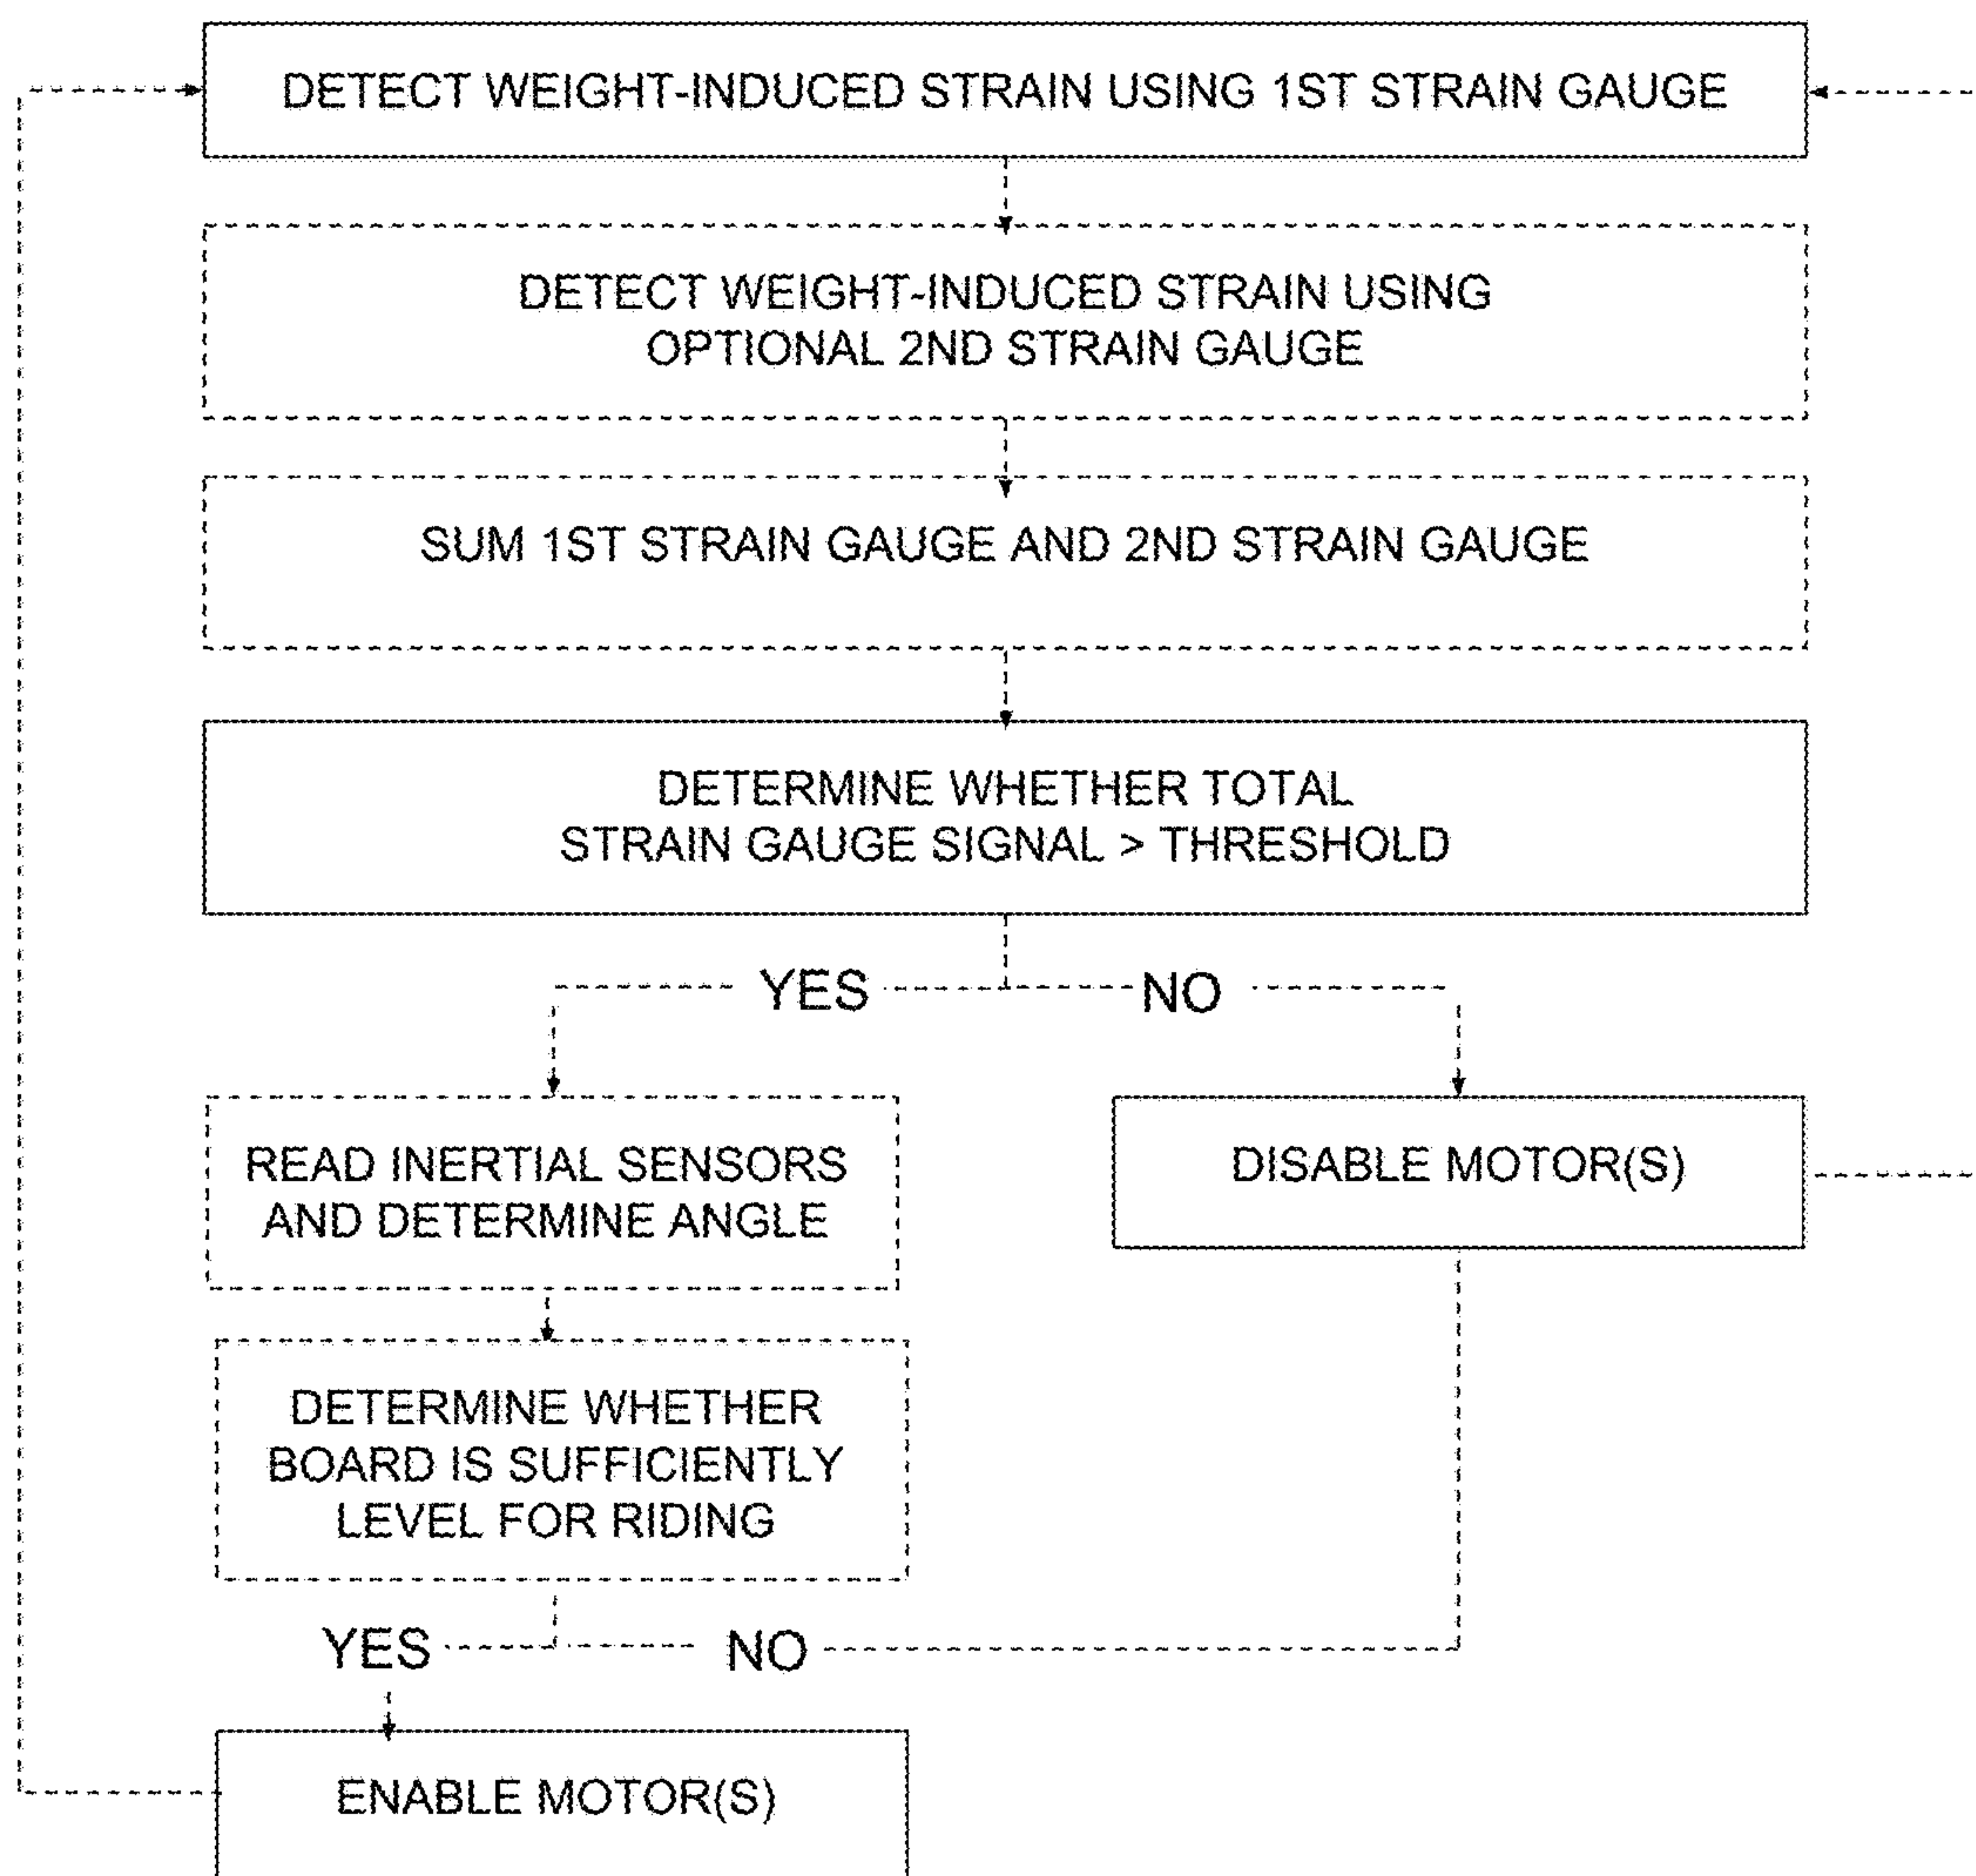 DETECT WEIGHT-INDUCED STRAIN USING 1ST STRAIN GAUGE
DETECT WEIGHT-INDUCED STRAIN USING
OPTIONAL 2ND STRAIN GAUGE
SUM 1ST STRAIN GAUGE AND 2ND STRAIN GAUGE
DETERMINE WHETHER TOTAL
STRAIN GAUGE SIGNAL > THRESHOLD
YES
NO
READ INERTIAL SENSORS
AND DETERMINE ANGLE
DISABLE MOTOR(S)
DETERMINE WHETHER
BOARD IS SUFFICIENTLY
LEVEL FOR RIDING
YES
NO
ENABLE MOTOR(S)